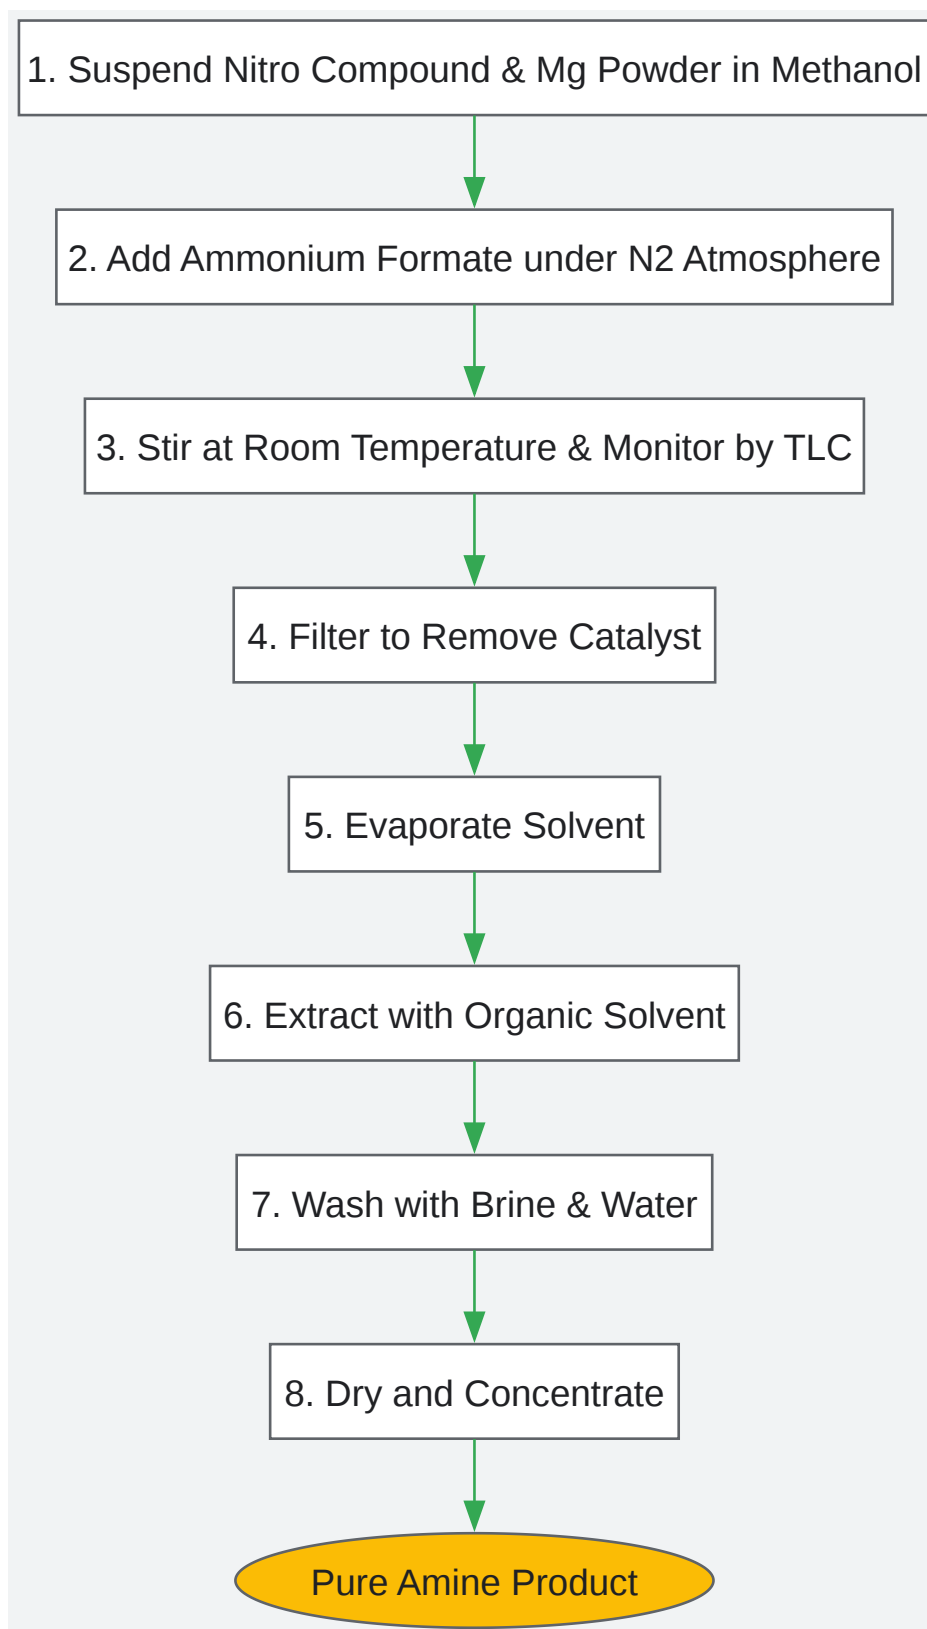 1. Suspend Nitro Compound & Mg Powder in Methanol
2. Add Ammonium Formate under N2 Atmosphere
3. Stir at Room Temperature & Monitor by TLC
4. Filter to Remove Catalyst
5. Evaporate Solvent
6. Extract with Organic Solvent
7. Wash with Brine & Water
8. Dry and Concentrate
Pure Amine Product